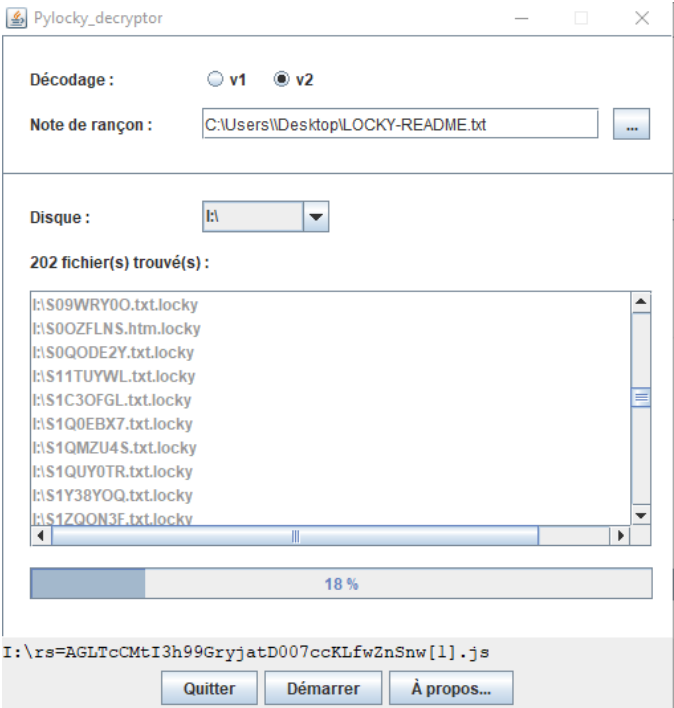 Pylocky_decryptor
Décodage : v1 v2
Note de rançon : C:\Users\\Desktop\LOCKY-README.txt ...
Disque : I:\
202 fichier(s) trouvé(s) :
I:\S09WRY0O.txt.locky
I:\S0OZFLNS.htm.locky
I:\S0QODE2Y.txt.locky
I:\S11TUYWL.txt.locky
I:\S1C3OFGL.txt.locky
I:\S1Q0EBX7.txt.locky
I:\S1QMZU4S.txt.locky
I:\S1QUY0TR.txt.locky
I:\S1Y38YOQ.txt.locky
I:\S1ZQON3F.txt.locky
18 %
I:\rs=AGLTcCMtI3h99GryjatD007ccKLfwZnSnw[1].js
Quitter Démarrer À propos...